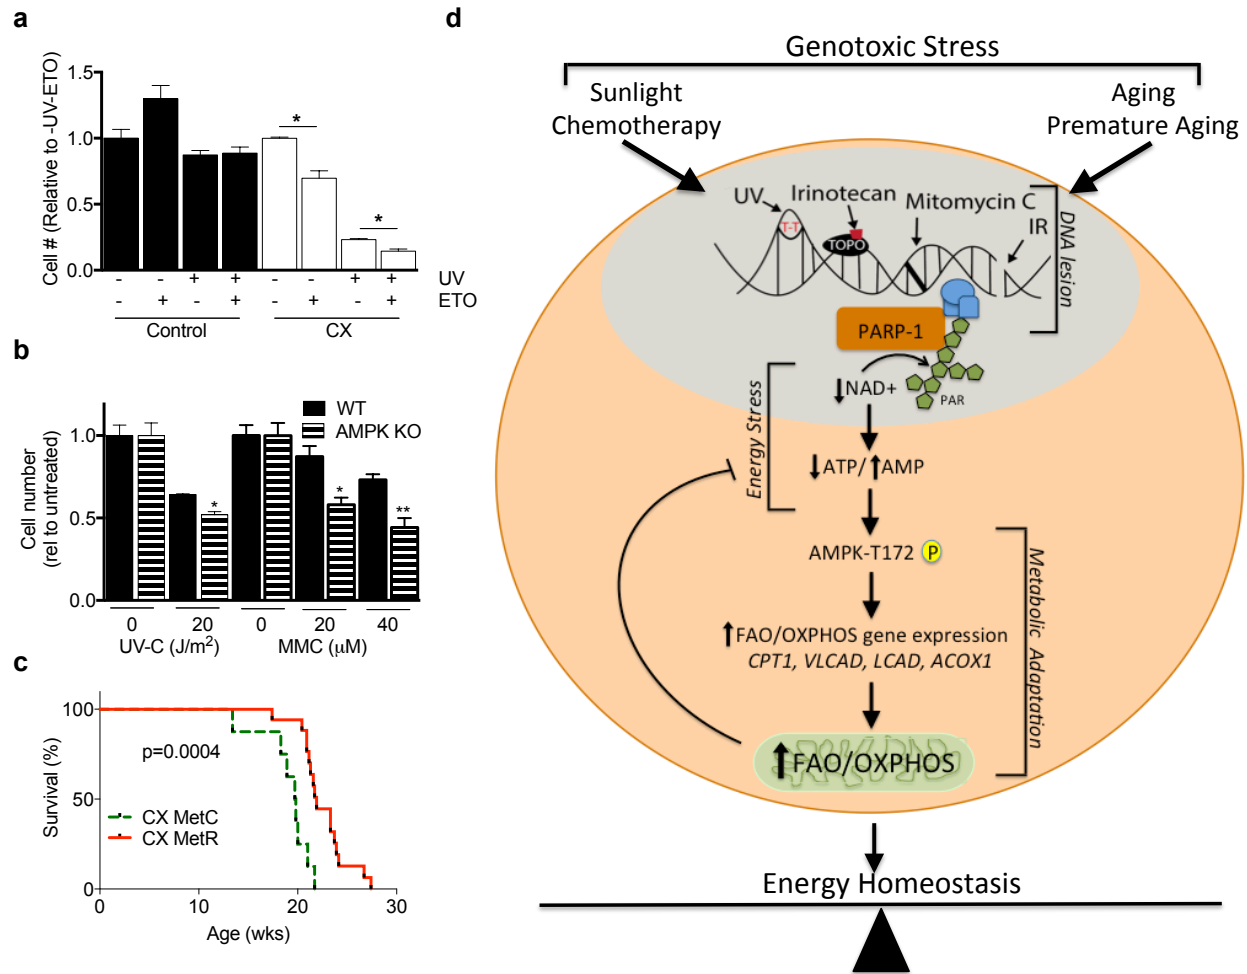 a
Cell # (Relative to -UV-ETO)
1.5
1.0
0.5
0.0
*
*
- - + + - - + + UV
- + - + - + - + ETO
Control CX
b
Cell number
(rel to untreated)
1.0
0.5
0.0
WT
AMPK KO
*
*
**
0 20 0 20 40
UV-C (J/m²) MMC (µM)
c
Survival (%)
100
50
0
p=0.0004
CX MetC
CX MetR
0 10 20 30
Age (wks)
d
Genotoxic Stress
Sunlight
Chemotherapy
Aging
Premature Aging
UV
Irinotecan
Mitomycin C
IR
T-T
TOPO
DNA lesion
PARP-1
NAD+
PAR
Energy Stress
ATP/ AMP
AMPK-T172 P
FAO/OXPHOS gene expression
CPT1, VLCAD, LCAD, ACOX1
Metabolic Adaptation
FAO/OXPHOS
Energy Homeostasis